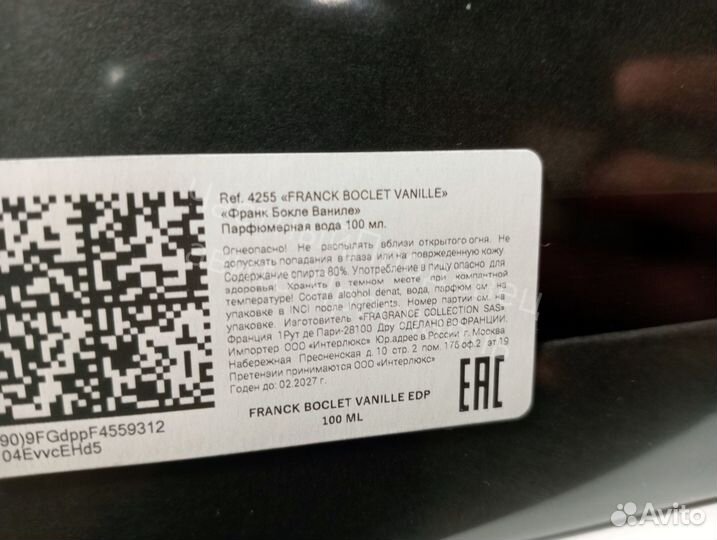 Ref. 4255 «FRANCK BOCLET VANILLE»
«Франк Бокле Ваниле»
Парфюмерная вода 100 мл.
Огнеопасно! Не распылять вблизи открытого огня. Не
допускать попадания в глаза или на поврежденную кожу.
Содержание спирта 80%. Употребление в пищу опасно для
здоровья! Хранить в темном месте при комнатной
температуре! Состав alcohol denat, вода, парфюм см. на
упаковке в INCI после Ingredients. Номер партии см. на
упаковке. Изготовитель «FRAGRANCE COLLECTION SAS»
Франция 1Рут де Пари-28100 Дру СДЕЛАНО ВО ФРАНЦИИ.
Импортер ООО «Интерлюкс» Юр.адрес в России г. Москва
Набережная Пресненская д. 10 стр. 2 пом. 175 оф.2 эт.19
Претензии принимаются ООО «Интерлюкс»
Годен до: 02.2027 г.
FRANCK BOCLET VANILLE EDP
100 ML
EAC
90)9FGdppF4559312
04EvvcEHd5
Avito